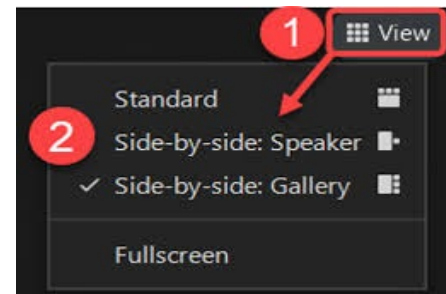 1 View
Standard
2 Side-by-side: Speaker
Side-by-side: Gallery
Fullscreen